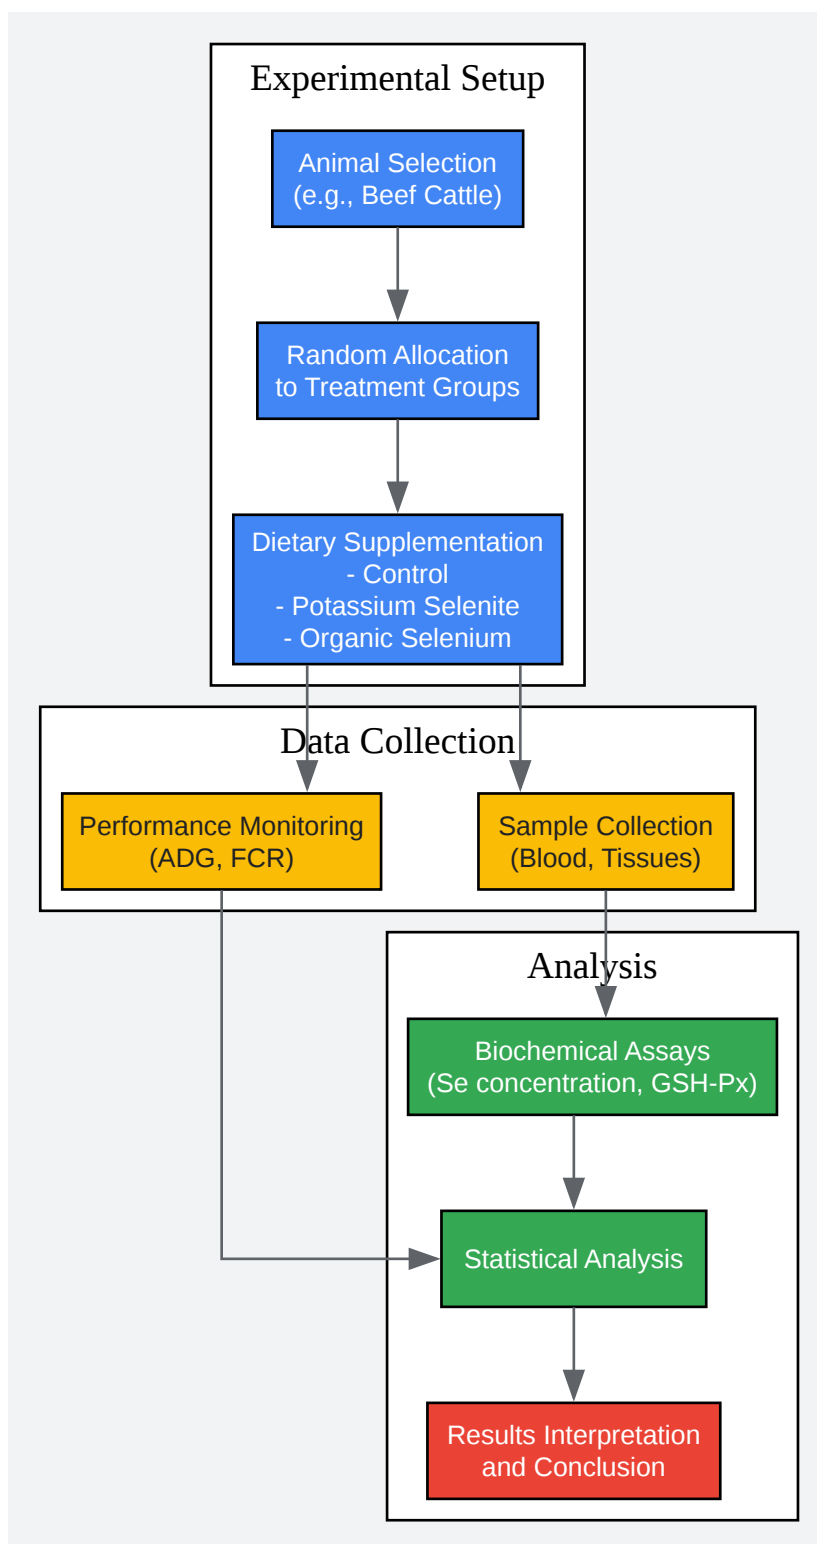 Experimental Setup
Animal Selection
(e.g., Beef Cattle)
Random Allocation
to Treatment Groups
Dietary Supplementation
- Control
- Potassium Selenite
- Organic Selenium
Data Collection
Performance Monitoring
(ADG, FCR)
Sample Collection
(Blood, Tissues)
Analysis
Biochemical Assays
(Se concentration, GSH-Px)
Statistical Analysis
Results Interpretation
and Conclusion